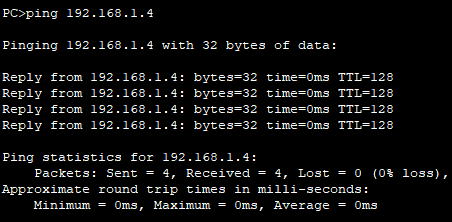 PC>ping 192.168.1.4
Pinging 192.168.1.4 with 32 bytes of data:
Reply from 192.168.1.4: bytes=32 time=0ms TTL=128
Reply from 192.168.1.4: bytes=32 time=0ms TTL=128
Reply from 192.168.1.4: bytes=32 time=0ms TTL=128
Reply from 192.168.1.4: bytes=32 time=0ms TTL=128
Ping statistics for 192.168.1.4:
Packets: Sent = 4, Received = 4, Lost = 0 (0% loss),
Approximate round trip times in milli-seconds:
Minimum = 0ms, Maximum = 0ms, Average = 0ms